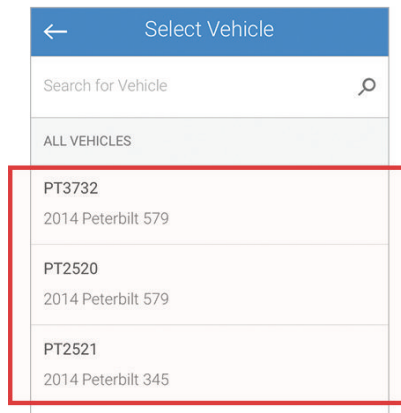 Select Vehicle
Search for Vehicle
ALL VEHICLES
PT3732
2014 Peterbilt 579
PT2520
2014 Peterbilt 579
PT2521
2014 Peterbilt 345